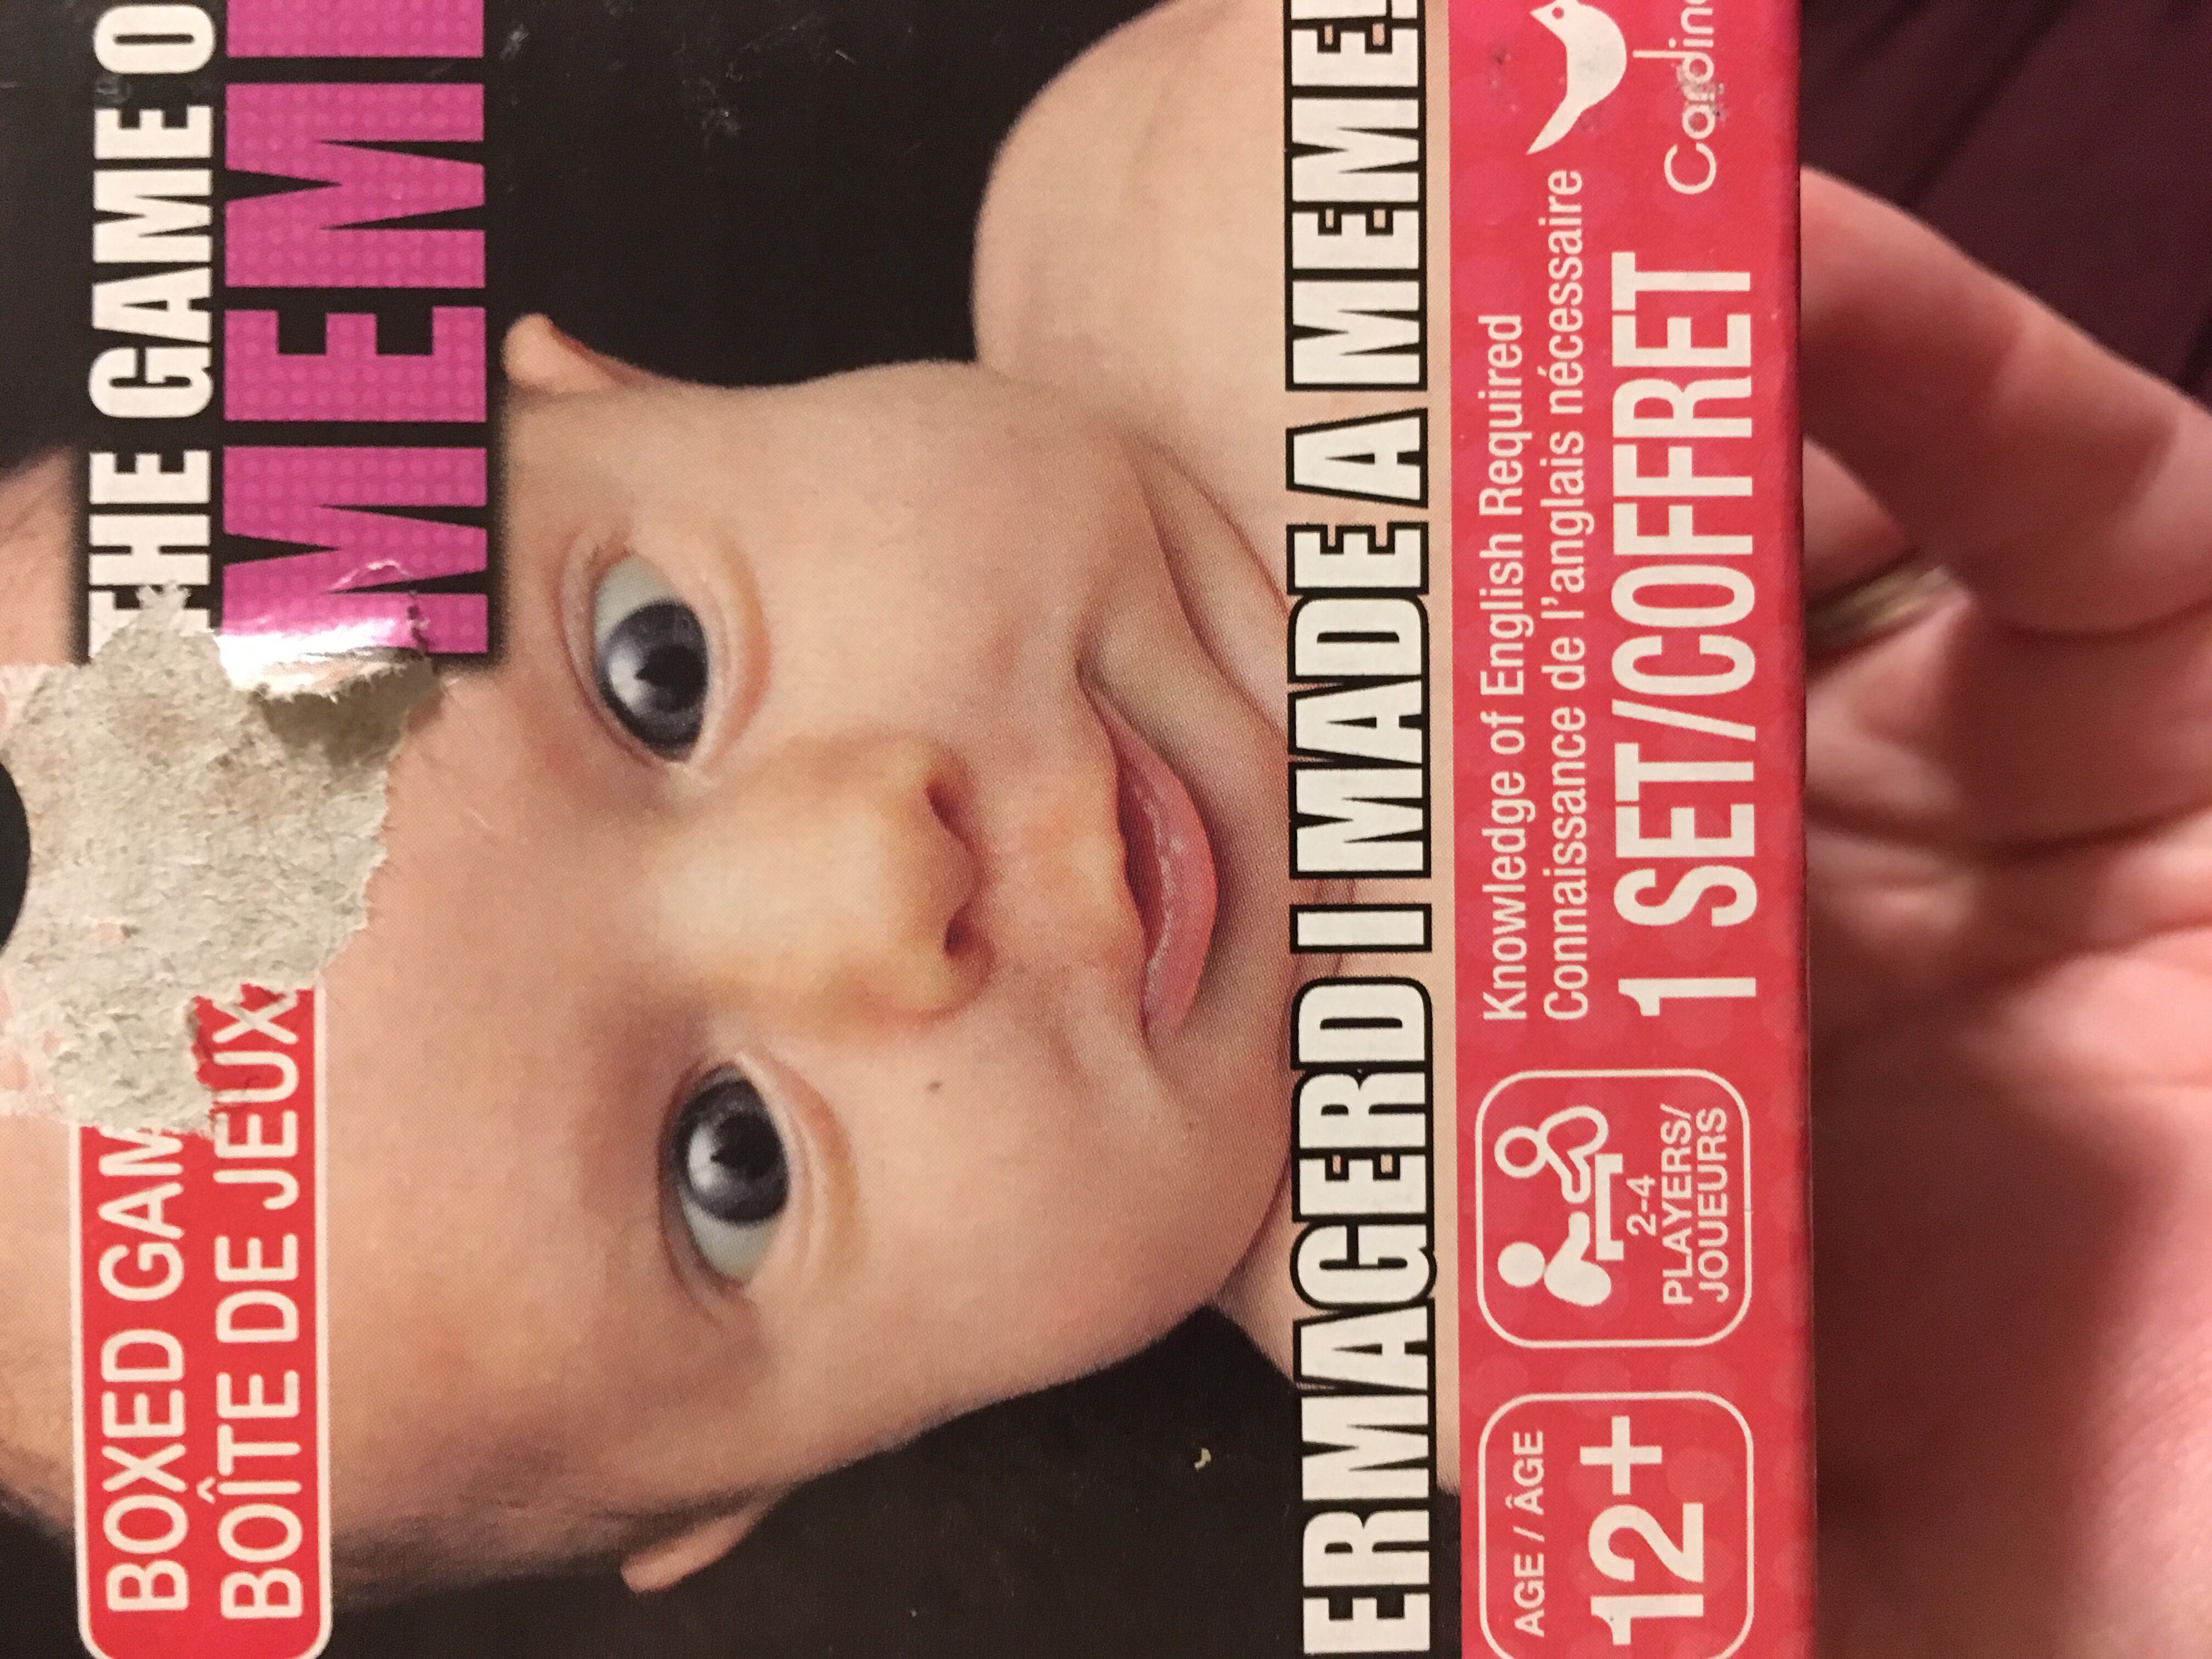 BOXED GAM
BOÎTE DE JEUX
THE GAME O
MEM
ERMAGERD I MADE A MEME!
AGE / ÂGE
12+
2-4
PLAYERS/
JOUEURS
Knowledge of English Required
Connaissance de l'anglais nécessaire
1 SET/COFFRET
Cardin